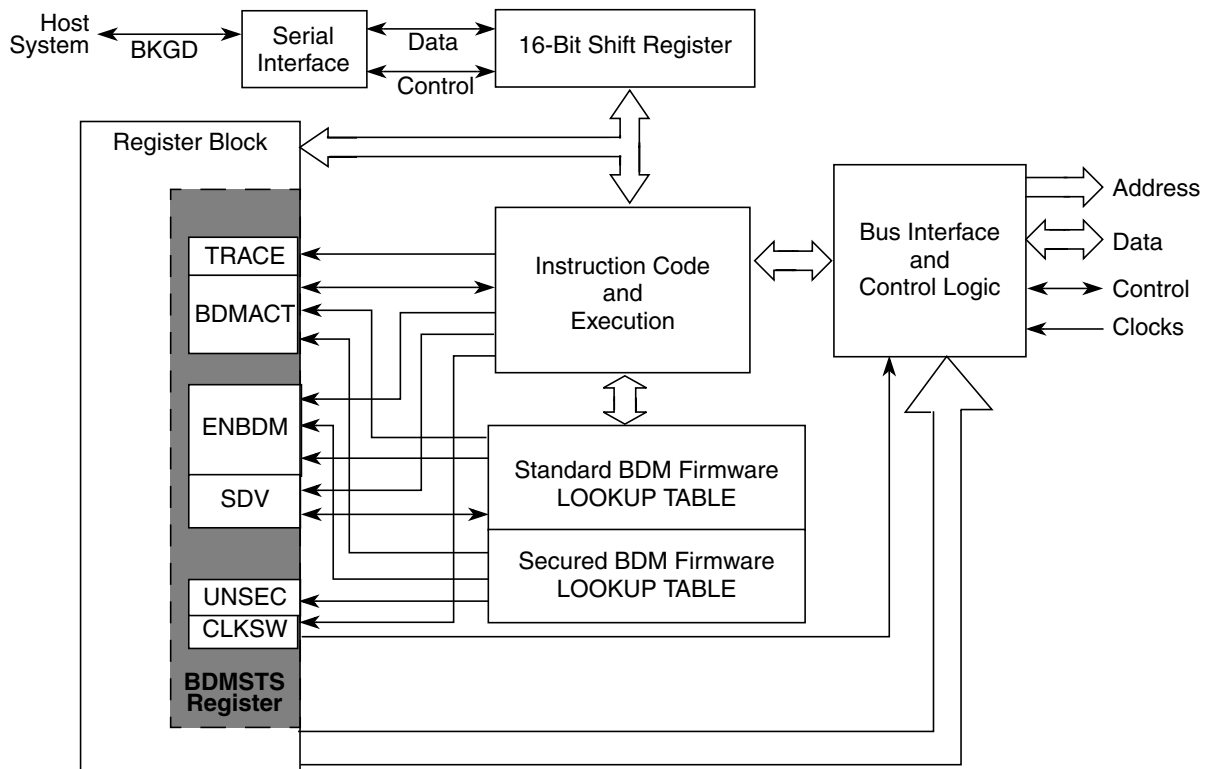 Host
System
BKGD
Serial
Interface
Data
Control
16-Bit Shift Register
Register Block
TRACE
BDMACT
ENBDM
SDV
UNSEC
CLKSW
BDMSTS
Register
Instruction Code
and
Execution
Standard BDM Firmware
LOOKUP TABLE
Secured BDM Firmware
LOOKUP TABLE
Bus Interface
and
Control Logic
Address
Data
Control
Clocks